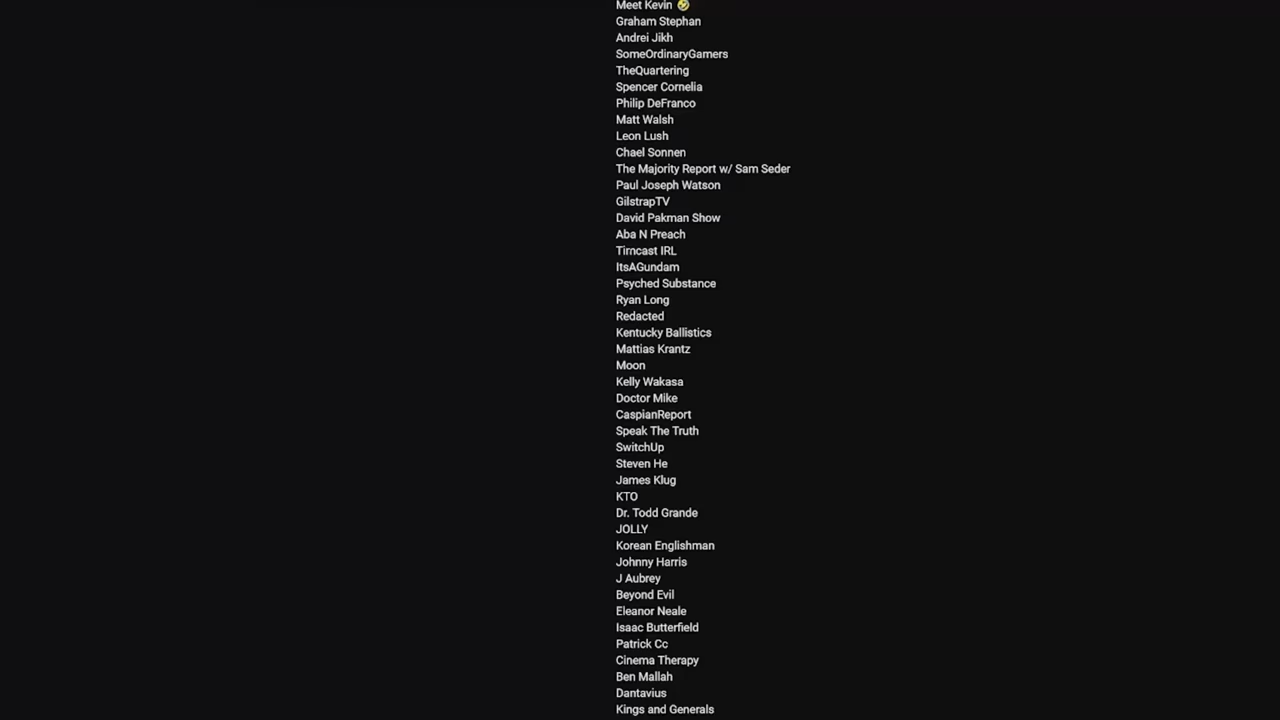 Meet Kevin 🤣
Graham Stephan
Andrei Jikh
SomeOrdinaryGamers
TheQuartering
Spencer Cornelia
Philip DeFranco
Matt Walsh
Leon Lush
Chael Sonnen
The Majority Report w/ Sam Seder
Paul Joseph Watson
GilstrapTV
David Pakman Show
Aba N Preach
Timcast IRL
ItsAGundam
Psyched Substance
Ryan Long
Redacted
Kentucky Ballistics
Mattias Krantz
Moon
Kelly Wakasa
Doctor Mike
CaspianReport
Speak The Truth
SwitchUp
Steven He
James Klug
KTO
Dr. Todd Grande
JOLLY
Korean Englishman
Johnny Harris
J Aubrey
Beyond Evil
Eleanor Neale
Isaac Butterfield
Patrick Cc
Cinema Therapy
Ben Mallah
Dantavius
Kings and Generals